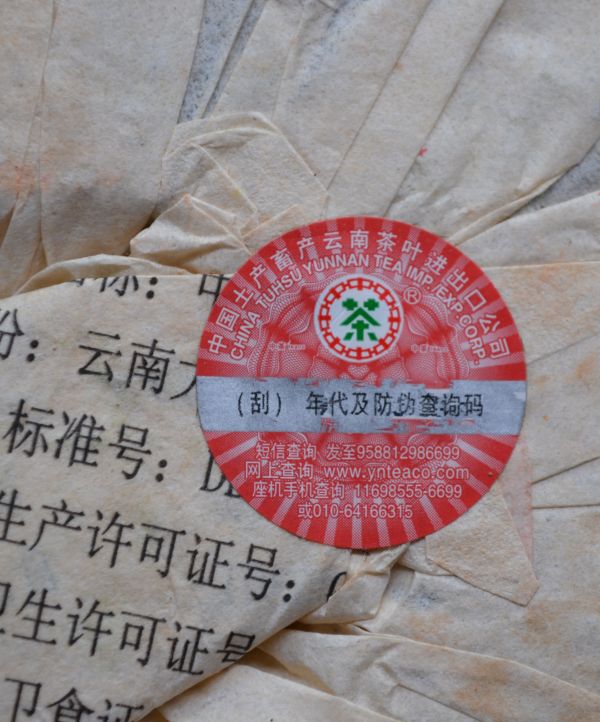 中国土产畜产云南茶叶进出口公司
CHINA TUHSU YUNNAN TEA IMP./EXP. CORP.
®
茶
（刮） 年代及防伪查询码
短信查询 发至958812986699
网上查询 www.ynteaco.com
座机手机查询 11698555-6699
或010-64166315
标：中
份：云南大
标准号：
生产许可证号：
卫生许可证号
卫食证